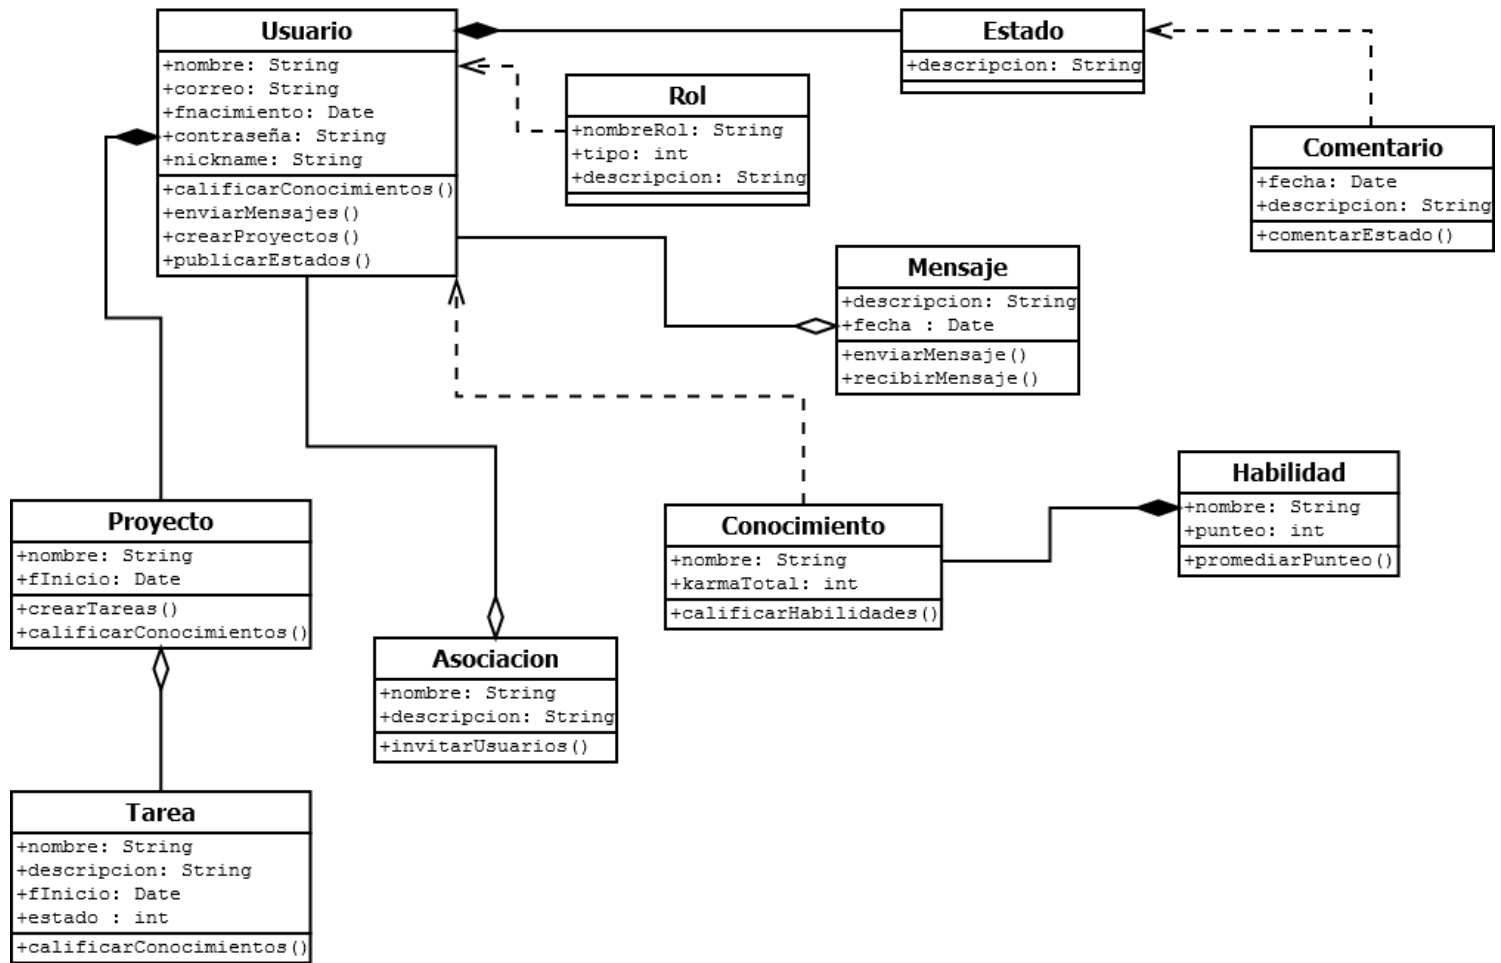 Usuario
+nombre: String
+correo: String
+fnacimiento: Date
+contraseña: String
+nickname: String
+calificarConocimientos()
+enviarMensajes()
+crearProyectos()
+publicarEstados()
Estado
+descripcion: String
Rol
+nombreRol: String
+tipo: int
+descripcion: String
Comentario
+fecha: Date
+descripcion: String
+comentarEstado()
Mensaje
+descripcion: String
+fecha : Date
+enviarMensaje()
+recibirMensaje()
Habilidad
+nombre: String
+punteo: int
+promediarPunteo()
Conocimiento
+nombre: String
+karmaTotal: int
+calificarHabilidades()
Proyecto
+nombre: String
+fInicio: Date
+crearTareas()
+calificarConocimientos()
Asociacion
+nombre: String
+descripcion: String
+invitarUsuarios()
Tarea
+nombre: String
+descripcion: String
+fInicio: Date
+estado : int
+calificarConocimientos()